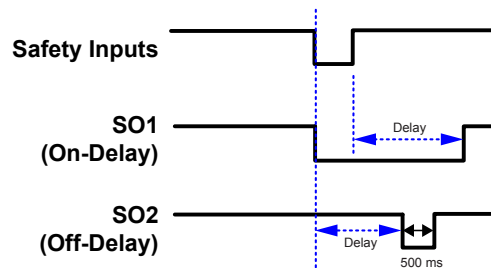 Safety Inputs
SO1
(On-Delay)
Delay
SO2
(Off-Delay)
Delay
500 ms